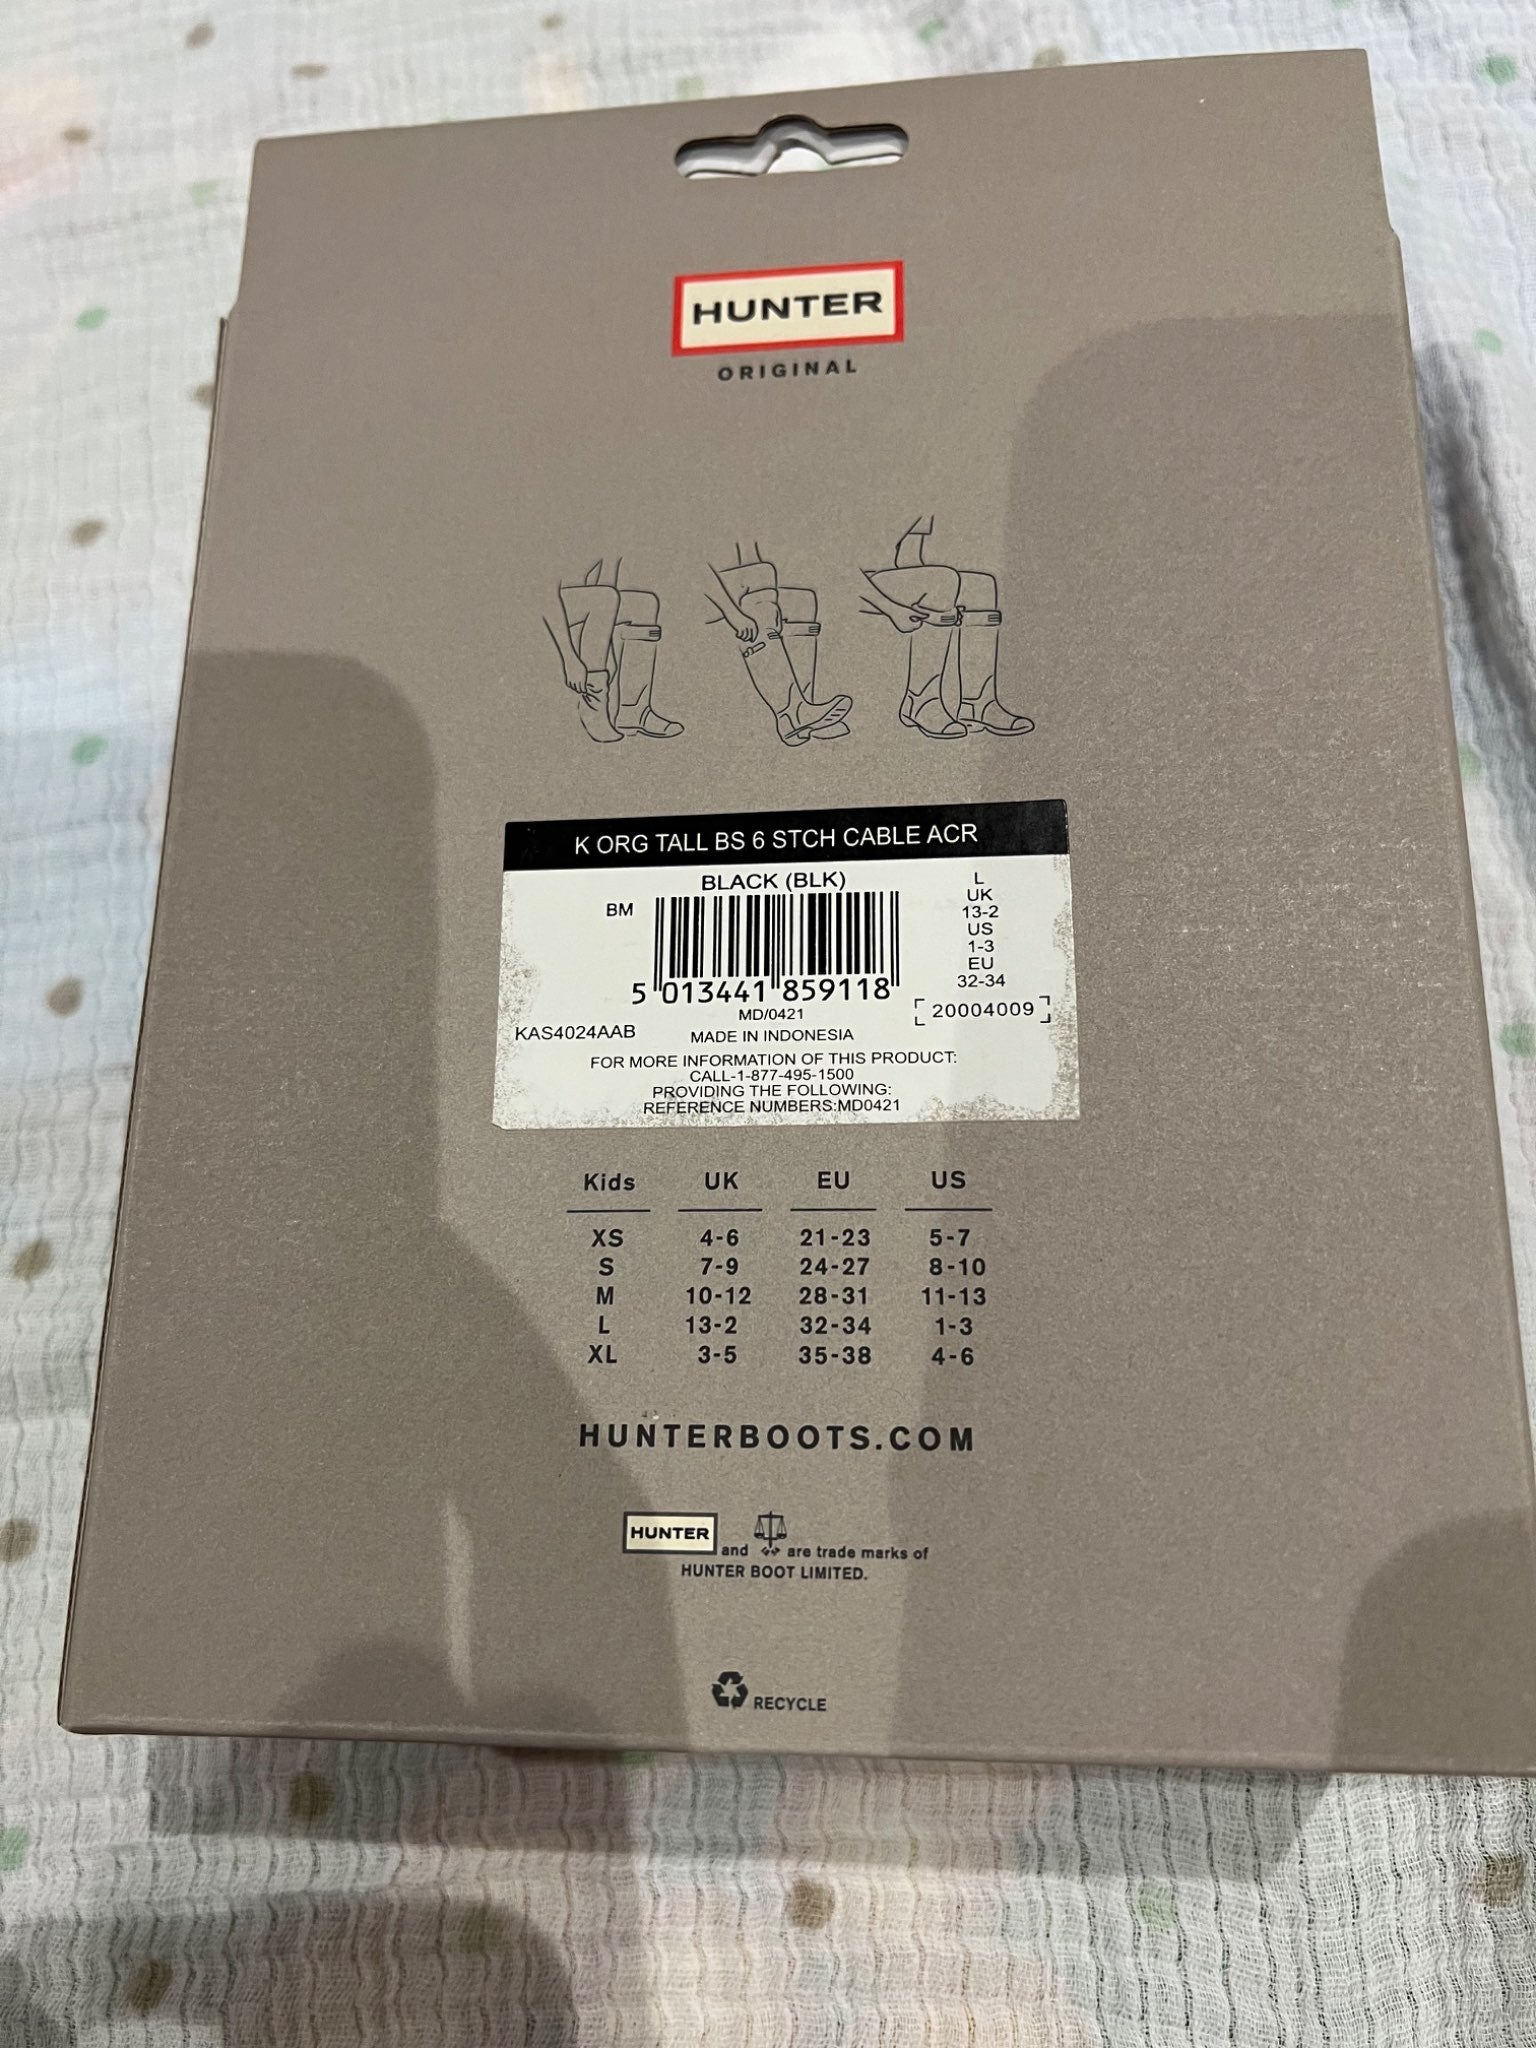 HUNTER
ORIGINAL
K ORG TALL BS 6 STCH CABLE ACR
BLACK (BLK)
BM
L
UK
13-2
US
1-3
EU
32-34
5 013441 859118
[20004009]
MD/0421
KAS4024AAB
MADE IN INDONESIA
FOR MORE INFORMATION OF THIS PRODUCT:
CALL-1-877-495-1500
PROVIDING THE FOLLOWING:
REFERENCE NUMBERS:MD0421
Kids UK EU US
XS 4-6 21-23 5-7
S 7-9 24-27 8-10
M 10-12 28-31 11-13
L 13-2 32-34 1-3
XL 3-5 35-38 4-6
HUNTERBOOTS.COM
HUNTER and are trade marks of
HUNTER BOOT LIMITED.
RECYCLE